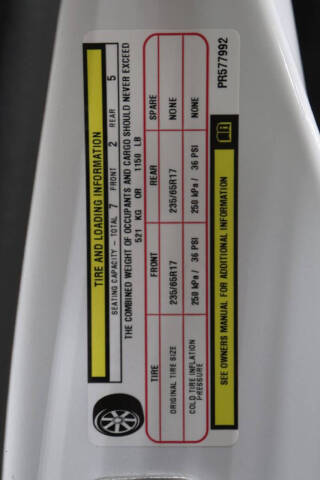 TIRE AND LOADING INFORMATION
SEATING CAPACITY - TOTAL 7 FRONT 2 REAR 5
THE COMBINED WEIGHT OF OCCUPANTS AND CARGO SHOULD NEVER EXCEED
521 KG OR 1150 LB
TIRE FRONT REAR SPARE
ORIGINAL TIRE SIZE 235/65R17 235/65R17 NONE
COLD TIRE INFLATION PRESSURE 250 kPa / 36 PSI 250 kPa / 36 PSI NONE
SEE OWNERS MANUAL FOR ADDITIONAL INFORMATION
PR577992